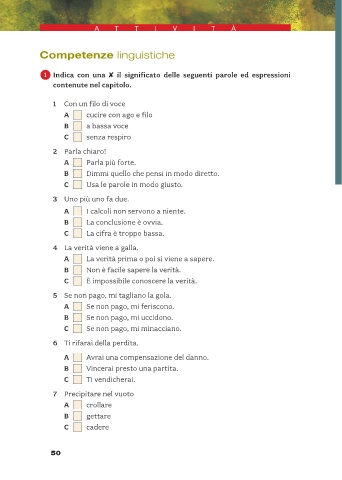 ATTIVITÀ
Competenze linguistiche
1 Indica con una ✘ il significato delle seguenti parole ed espressioni
contenute nel capitolo.
1 Con un filo di voce
A cucire con ago e filo
B a bassa voce
C senza respiro
2 Parla chiaro!
A Parla più forte.
B Dimmi quello che pensi in modo diretto.
C Usa le parole in modo giusto.
3 Uno più uno fa due.
A I calcoli non servono a niente.
B La conclusione è ovvia.
C La cifra è troppo bassa.
4 La verità viene a galla.
A La verità prima o poi si viene a sapere.
B Non è facile sapere la verità.
C È impossibile conoscere la verità.
5 Se non pago, mi tagliano la gola.
A Se non pago, mi feriscono.
B Se non pago, mi uccidono.
C Se non pago, mi minacciano.
6 Ti rifarai della perdita.
A Avrai una compensazione del danno.
B Vincerai presto una partita.
C Ti vendicherai.
7 Precipitare nel vuoto
A crollare
B gettare
C cadere
50